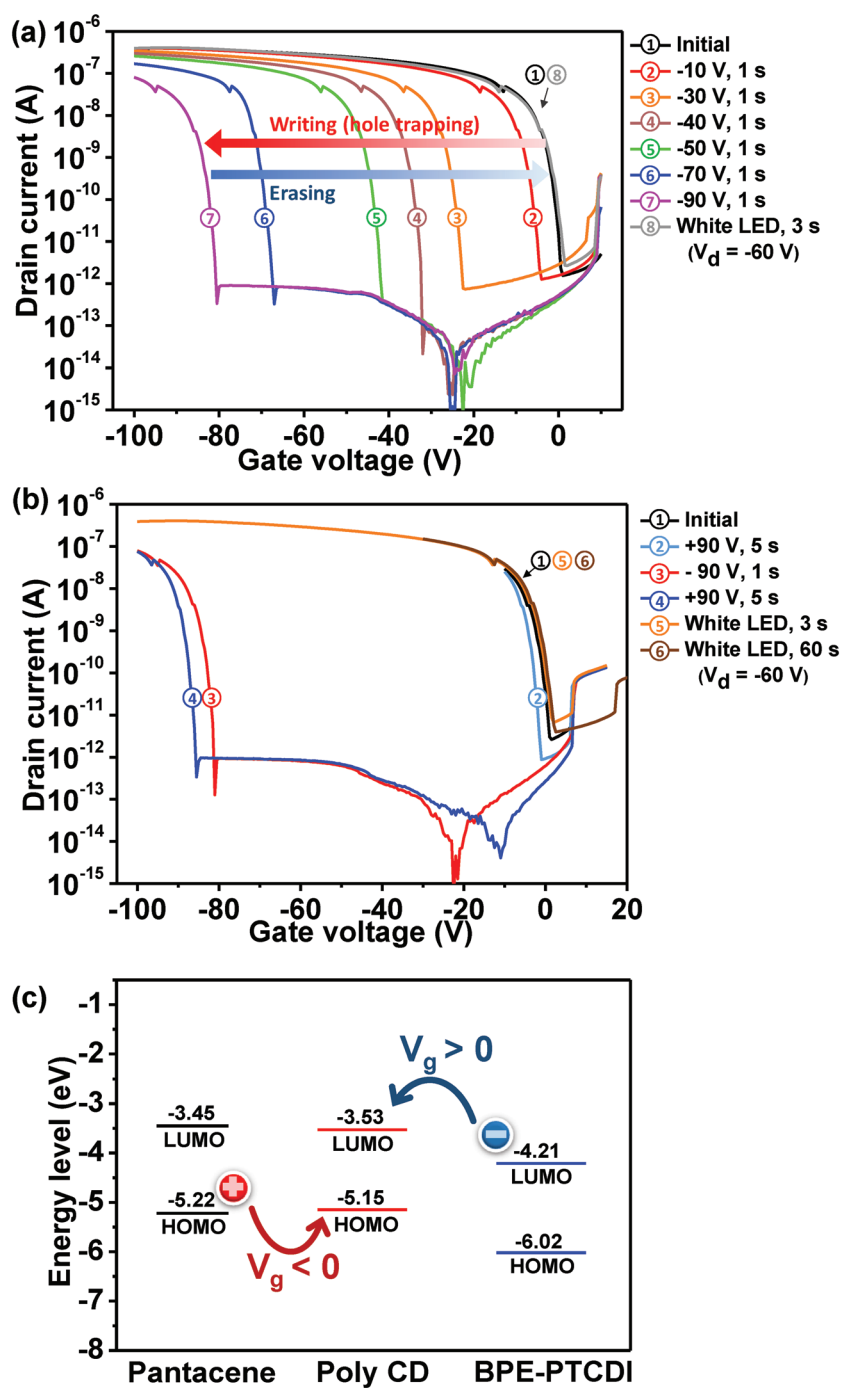 (a)
10-6
10-7
10-8
10-9
10-10
10-11
10-12
10-13
10-14
10-15
Drain current (A)
-100 -80 -60 -40 -20 0
Gate voltage (V)
1 8
Writing (hole trapping)
Erasing
7 6 5 4 3 2
1 Initial
2 -10 V, 1 s
3 -30 V, 1 s
4 -40 V, 1 s
5 -50 V, 1 s
6 -70 V, 1 s
7 -90 V, 1 s
8 White LED, 3 s
(Vd = -60 V)
(b)
10-6
10-7
10-8
10-9
10-10
10-11
10-12
10-13
10-14
10-15
Drain current (A)
-100 -80 -60 -40 -20 0 20
Gate voltage (V)
1 5 6
4 3 2
1 Initial
2 +90 V, 5 s
3 - 90 V, 1 s
4 +90 V, 5 s
5 White LED, 3 s
6 White LED, 60 s
(Vd = -60 V)
(c)
-1
-2
-3
-4
-5
-6
-7
-8
Energy level (eV)
Vg > 0
-3.45
LUMO
-3.53
LUMO
-4.21
LUMO
-5.22
HOMO
-5.15
HOMO
-6.02
HOMO
Vg < 0
Pantacene Poly CD BPE-PTCDI